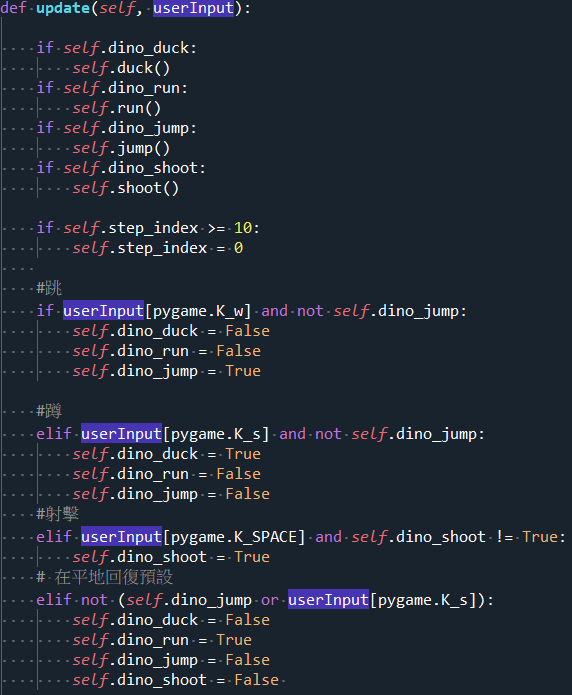 def update(self, userInput):
if self.dino_duck:
self.duck()
if self.dino_run:
self.run()
if self.dino_jump:
self.jump()
if self.dino_shoot:
self.shoot()
if self.step_index >= 10:
self.step_index = 0
#跳
if userInput[pygame.K_w] and not self.dino_jump:
self.dino_duck = False
self.dino_run = False
self.dino_jump = True
#蹲
elif userInput[pygame.K_s] and not self.dino_jump:
self.dino_duck = True
self.dino_run = False
self.dino_jump = False
#射擊
elif userInput[pygame.K_SPACE] and self.dino_shoot != True:
self.dino_shoot = True
# 在平地回復預設
elif not (self.dino_jump or userInput[pygame.K_s]):
self.dino_duck = False
self.dino_run = True
self.dino_jump = False
self.dino_shoot = False